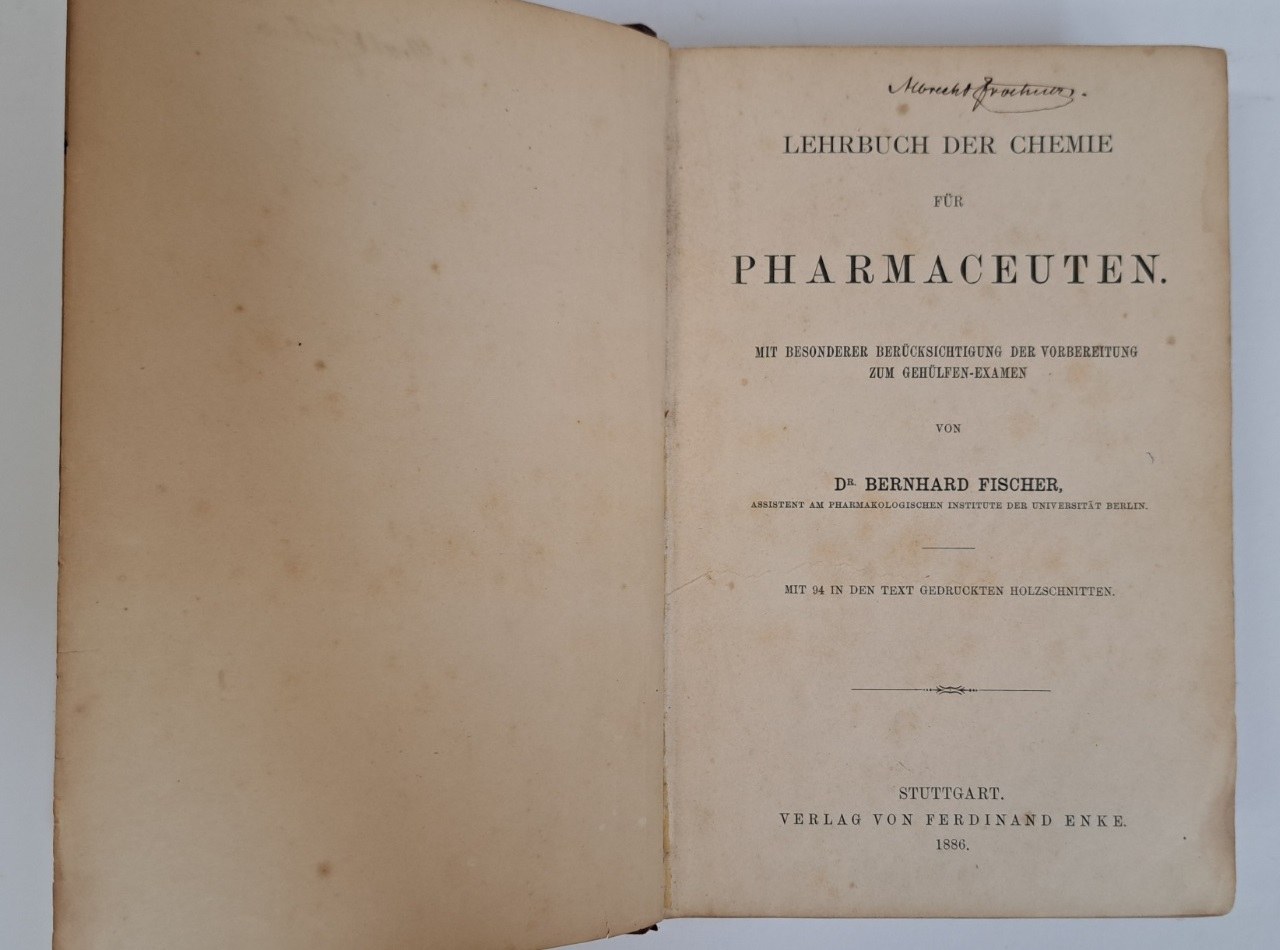 Albrecht
LEHRBUCH DER CHEMIE
FÜR
PHARMACEUTEN.
MIT BESONDERER BERÜCKSICHTIGUNG DER VORBEREITUNG
ZUM GEHÜLFEN-EXAMEN
VON
DR. BERNHARD FISCHER,
ASSISTENT AM PHARMAKOLOGISCHEN INSTITUTE DER UNIVERSITÄT BERLIN.
MIT 94 IN DEN TEXT GEDRUCKTEN HOLZSCHNITTEN.
STUTTGART.
VERLAG VON FERDINAND ENKE.
1886.